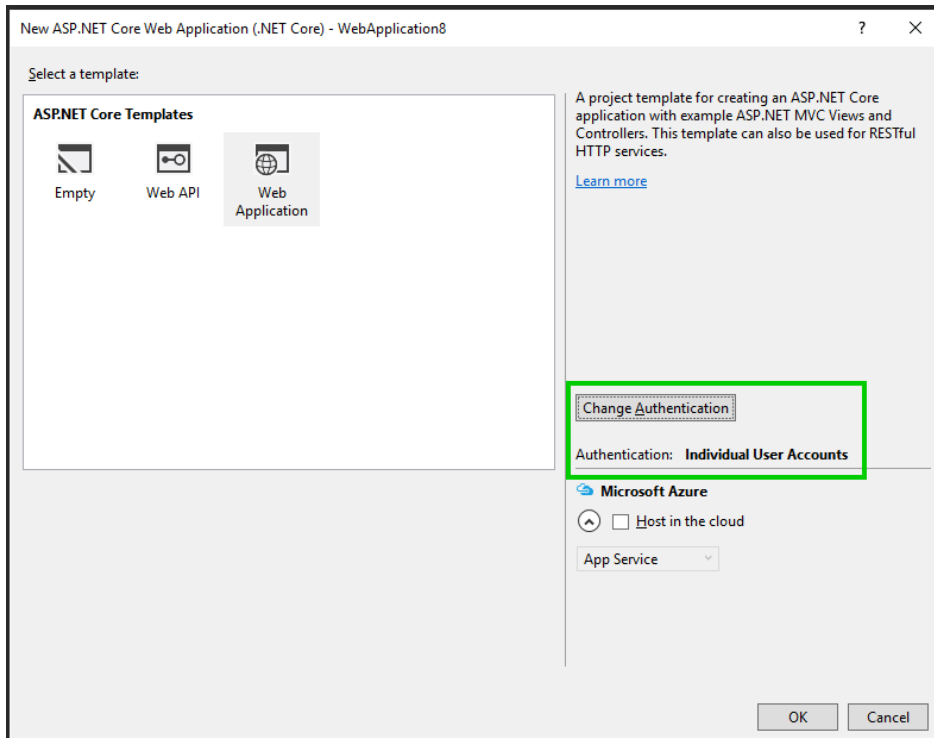 New ASP.NET Core Web Application (.NET Core) - WebApplication8
?
Select a template:
ASP.NET Core Templates
Empty
Web API
Web
Application
A project template for creating an ASP.NET Core
application with example ASP.NET MVC Views and
Controllers. This template can also be used for RESTful
HTTP services.
Learn more
Change Authentication
Authentication: Individual User Accounts
Microsoft Azure
Host in the cloud
App Service
OK
Cancel